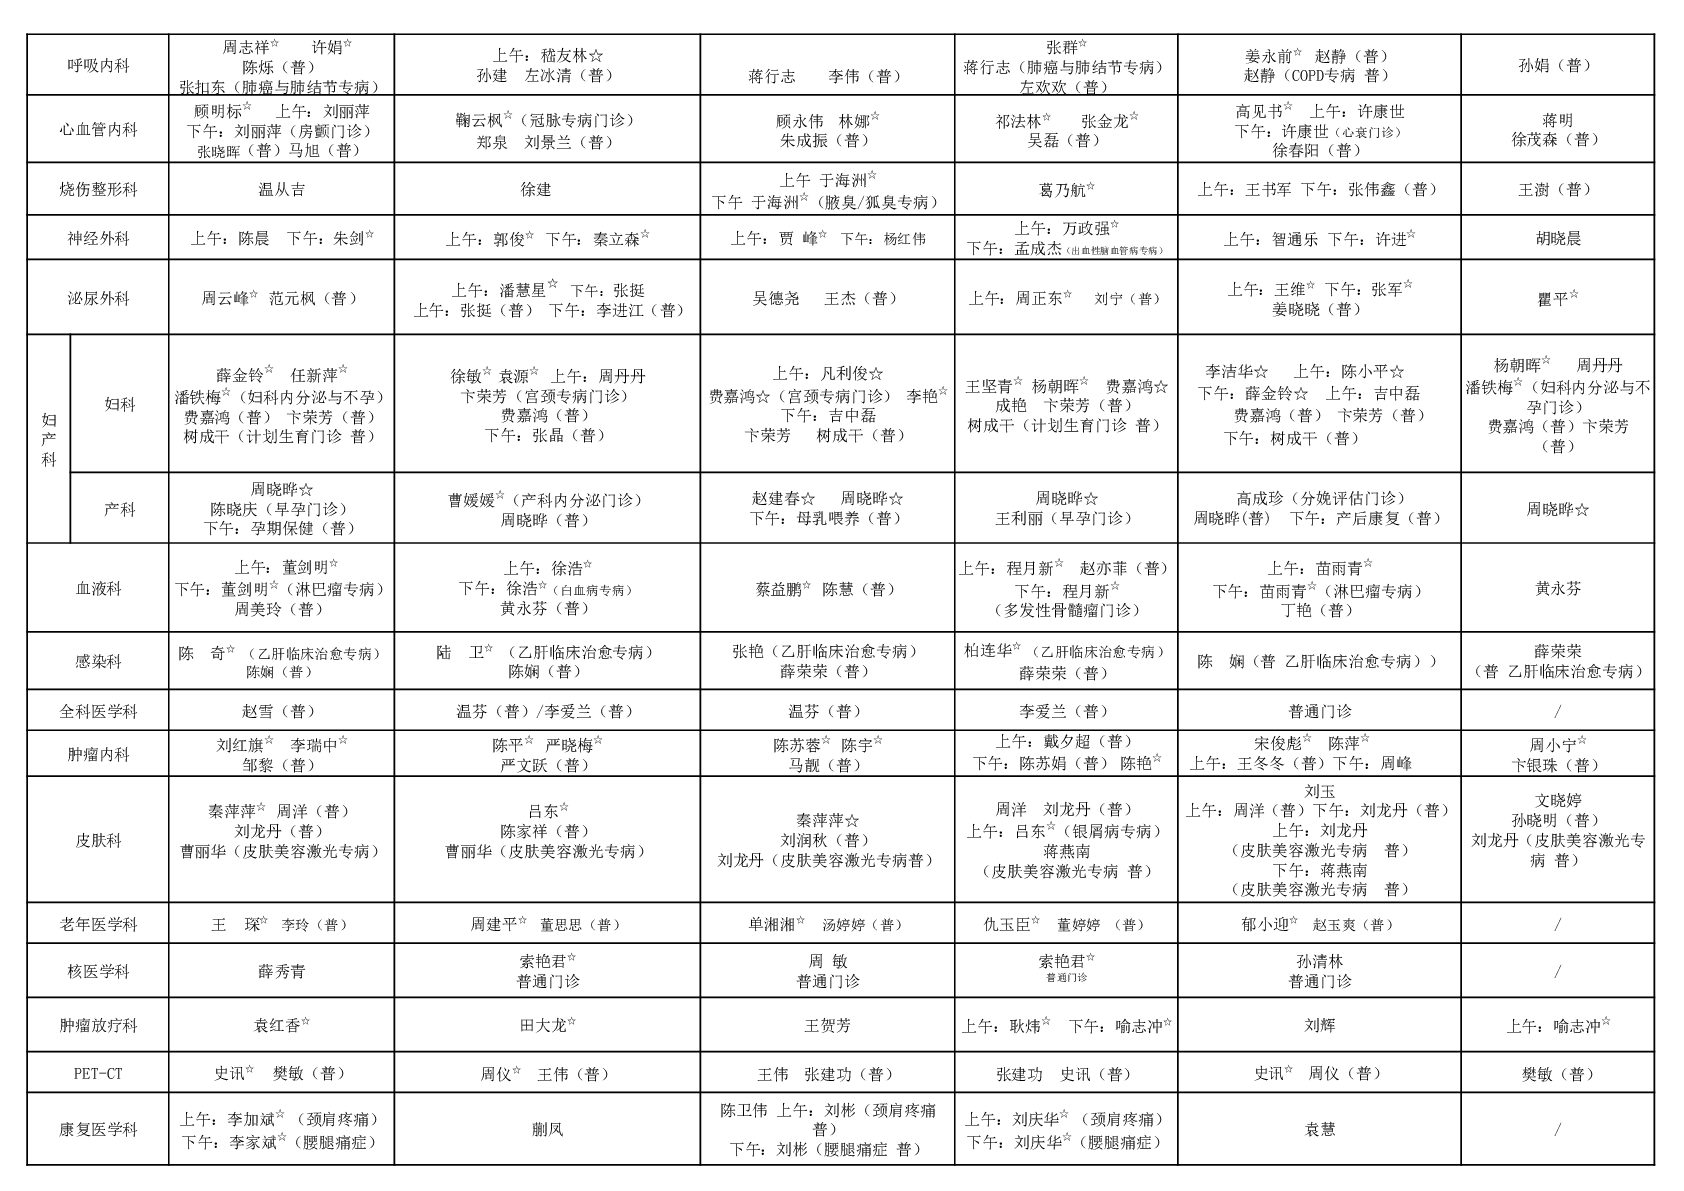 呼吸内科
周志祥☆ 许娟☆
陈烁（普）
张扣东（肺癌与肺结节专病）
上午：嵇友林☆
孙建 左冰清（普）
蒋行志 李伟（普）
张群☆
蒋行志（肺癌与肺结节专病）
左欢欢（普）
姜永前☆ 赵静（普）
赵静（COPD专病 普）
孙娟（普）
心血管内科
顾明标☆ 上午：刘丽萍
下午：刘丽萍（房颤门诊）
张晓晖（普）马旭（普）
鞠云枫☆（冠脉专病门诊）
郑泉 刘景兰（普）
顾永伟 林娜☆
朱成振（普）
祁法林☆ 张金龙☆
吴磊（普）
高见书☆ 上午：许康世
下午：许康世（心衰门诊）
徐春阳（普）
蒋明
徐茂森（普）
烧伤整形科
温从吉
徐建
上午 于海洲☆
下午 于海洲☆（腋臭/狐臭专病）
葛乃航☆
上午：王书军 下午：张伟鑫（普）
王澍（普）
神经外科
上午：陈晨 下午：朱剑☆
上午：郭俊☆ 下午：秦立森☆
上午：贾 峰☆ 下午：杨红伟
上午：万政强☆
下午：孟成杰（出血性脑血管病专病）
上午：智通乐 下午：许进☆
胡晓晨
泌尿外科
周云峰☆ 范元枫（普）
上午：潘慧星☆ 下午：张挺
上午：张挺（普） 下午：李进江（普）
吴德尧 王杰（普）
上午：周正东☆ 刘宁（普）
上午：王维☆ 下午：张军☆
姜晓晓（普）
瞿平☆
妇产科
妇科
薛金铃☆ 任新萍☆
潘铁梅☆（妇科内分泌与不孕）
费嘉鸿（普） 卞荣芳（普）
树成干（计划生育门诊 普）
徐敏☆ 袁源☆ 上午：周丹丹
卞荣芳（宫颈专病门诊）
费嘉鸿（普）
下午：张晶（普）
上午：凡利俊☆
费嘉鸿☆（宫颈专病门诊） 李艳☆
下午：吉中磊
卞荣芳 树成干（普）
王坚青☆ 杨朝晖☆ 费嘉鸿☆
成艳 卞荣芳（普）
树成干（计划生育门诊 普）
李洁华☆ 上午：陈小平☆
下午：薛金铃☆ 上午：吉中磊
费嘉鸿（普） 卞荣芳（普）
下午：树成干（普）
杨朝晖☆ 周丹丹
潘铁梅☆（妇科内分泌与不
孕门诊）
费嘉鸿（普）卞荣芳
（普）
产科
周晓晔☆
陈晓庆（早孕门诊）
下午：孕期保健（普）
曹媛媛☆（产科内分泌门诊）
周晓晔（普）
赵建春☆ 周晓晔☆
下午：母乳喂养（普）
周晓晔☆
王利丽（早孕门诊）
高成珍（分娩评估门诊）
周晓晔(普） 下午：产后康复（普）
周晓晔☆
血液科
上午：董剑明☆
下午：董剑明☆（淋巴瘤专病）
周美玲（普）
上午：徐浩☆
下午：徐浩☆（白血病专病）
黄永芬（普）
蔡益鹏☆ 陈慧（普）
上午：程月新☆ 赵亦菲（普）
下午：程月新☆
（多发性骨髓瘤门诊）
上午：苗雨青☆
下午：苗雨青☆（淋巴瘤专病）
丁艳（普）
黄永芬
感染科
陈 奇☆ （乙肝临床治愈专病）
陈娴（普）
陆 卫☆ （乙肝临床治愈专病）
陈娴（普）
张艳（乙肝临床治愈专病）
薛荣荣（普）
柏连华☆（乙肝临床治愈专病）
薛荣荣（普）
陈 娴（普 乙肝临床治愈专病））
薛荣荣
（普 乙肝临床治愈专病）
全科医学科
赵雪（普）
温芬（普）/李爱兰（普）
温芬（普）
李爱兰（普）
普通门诊
/
肿瘤内科
刘红旗☆ 李瑞中☆
邹黎（普）
陈平☆ 严晓梅☆
严文跃（普）
陈苏蓉☆ 陈宇☆
马靓（普）
上午：戴夕超（普）
下午：陈苏娟（普） 陈艳☆
宋俊彪☆ 陈萍☆
上午：王冬冬（普）下午：周峰
周小宁☆
卞银珠（普）
皮肤科
秦萍萍☆ 周洋（普）
刘龙丹（普）
曹丽华（皮肤美容激光专病）
吕东☆
陈家祥（普）
曹丽华（皮肤美容激光专病）
秦萍萍☆
刘润秋（普）
刘龙丹（皮肤美容激光专病普）
周洋 刘龙丹（普）
上午：吕东☆（银屑病专病）
蒋燕南
（皮肤美容激光专病 普）
刘玉
上午：周洋（普）下午：刘龙丹（普）
上午：刘龙丹
（皮肤美容激光专病 普）
下午：蒋燕南
（皮肤美容激光专病 普）
文晓婷
孙晓明（普）
刘龙丹（皮肤美容激光专
病 普）
老年医学科
王 琛☆ 李玲（普）
周建平☆ 董思思（普）
单湘湘☆ 汤婷婷（普）
仇玉臣☆ 董婷婷 （普）
郁小迎☆ 赵玉爽（普）
/
核医学科
薛秀青
索艳君☆
普通门诊
周 敏
普通门诊
索艳君☆
普通门诊
孙清林
普通门诊
/
肿瘤放疗科
袁红香☆
田大龙☆
王贺芳
上午：耿炜☆ 下午：喻志冲☆
刘辉
上午：喻志冲☆
PET-CT
史讯☆ 樊敏（普）
周仪☆ 王伟（普）
王伟 张建功（普）
张建功 史讯（普）
史讯☆ 周仪（普）
樊敏（普）
康复医学科
上午：李加斌☆ （颈肩疼痛）
下午：李家斌☆（腰腿痛症）
蒯凤
陈卫伟 上午：刘彬（颈肩疼痛
普）
下午：刘彬（腰腿痛症 普）
上午：刘庆华☆ （颈肩疼痛）
下午：刘庆华☆（腰腿痛症）
袁慧
/